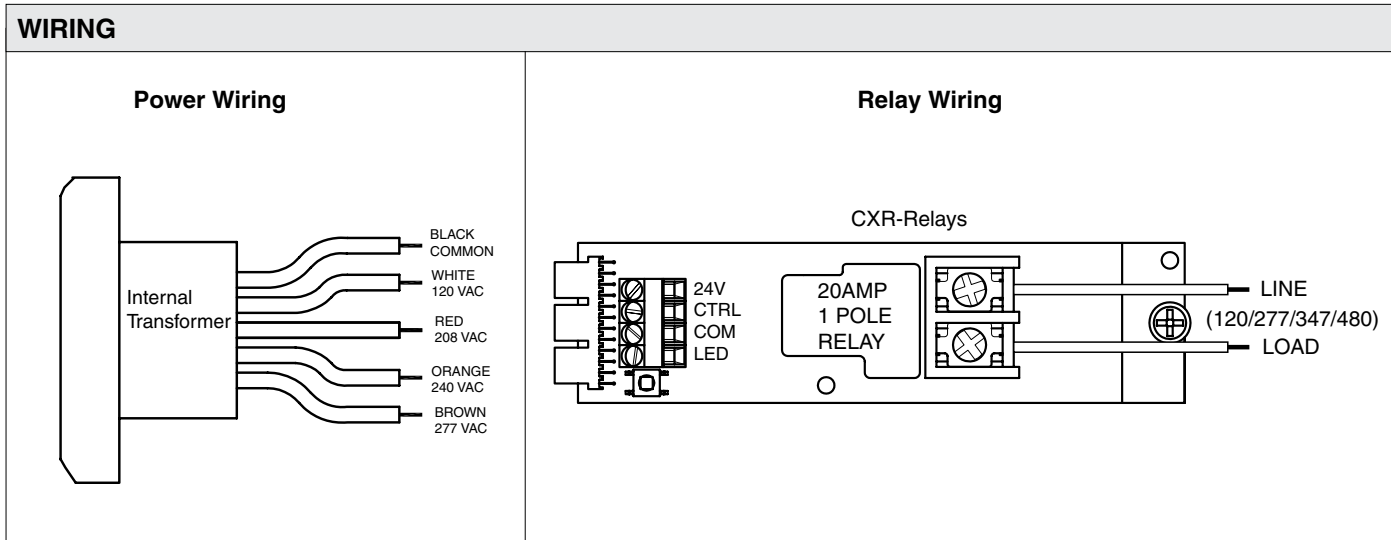 WIRING
Power Wiring
Internal
Transformer
BLACK
COMMON
WHITE
120 VAC
RED
208 VAC
ORANGE
240 VAC
BROWN
277 VAC
Relay Wiring
CXR-Relays
24V
CTRL
COM
LED
20AMP
1 POLE
RELAY
LINE
(120/277/347/480)
LOAD